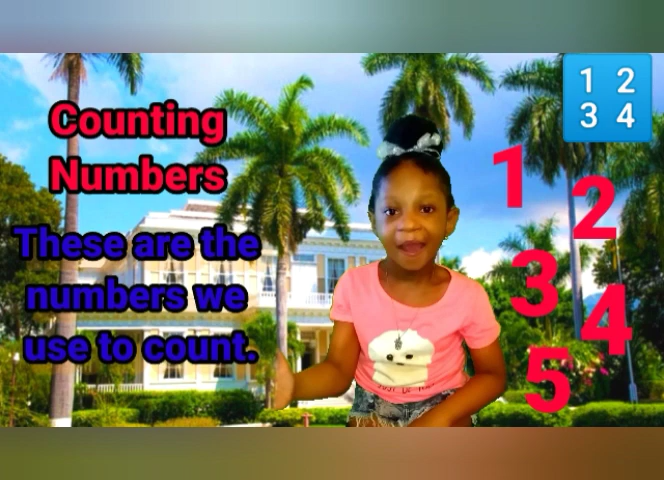 Counting
Numbers
These are the
numbers we
use to count.
1 2
3 4
1
2
3
4
5